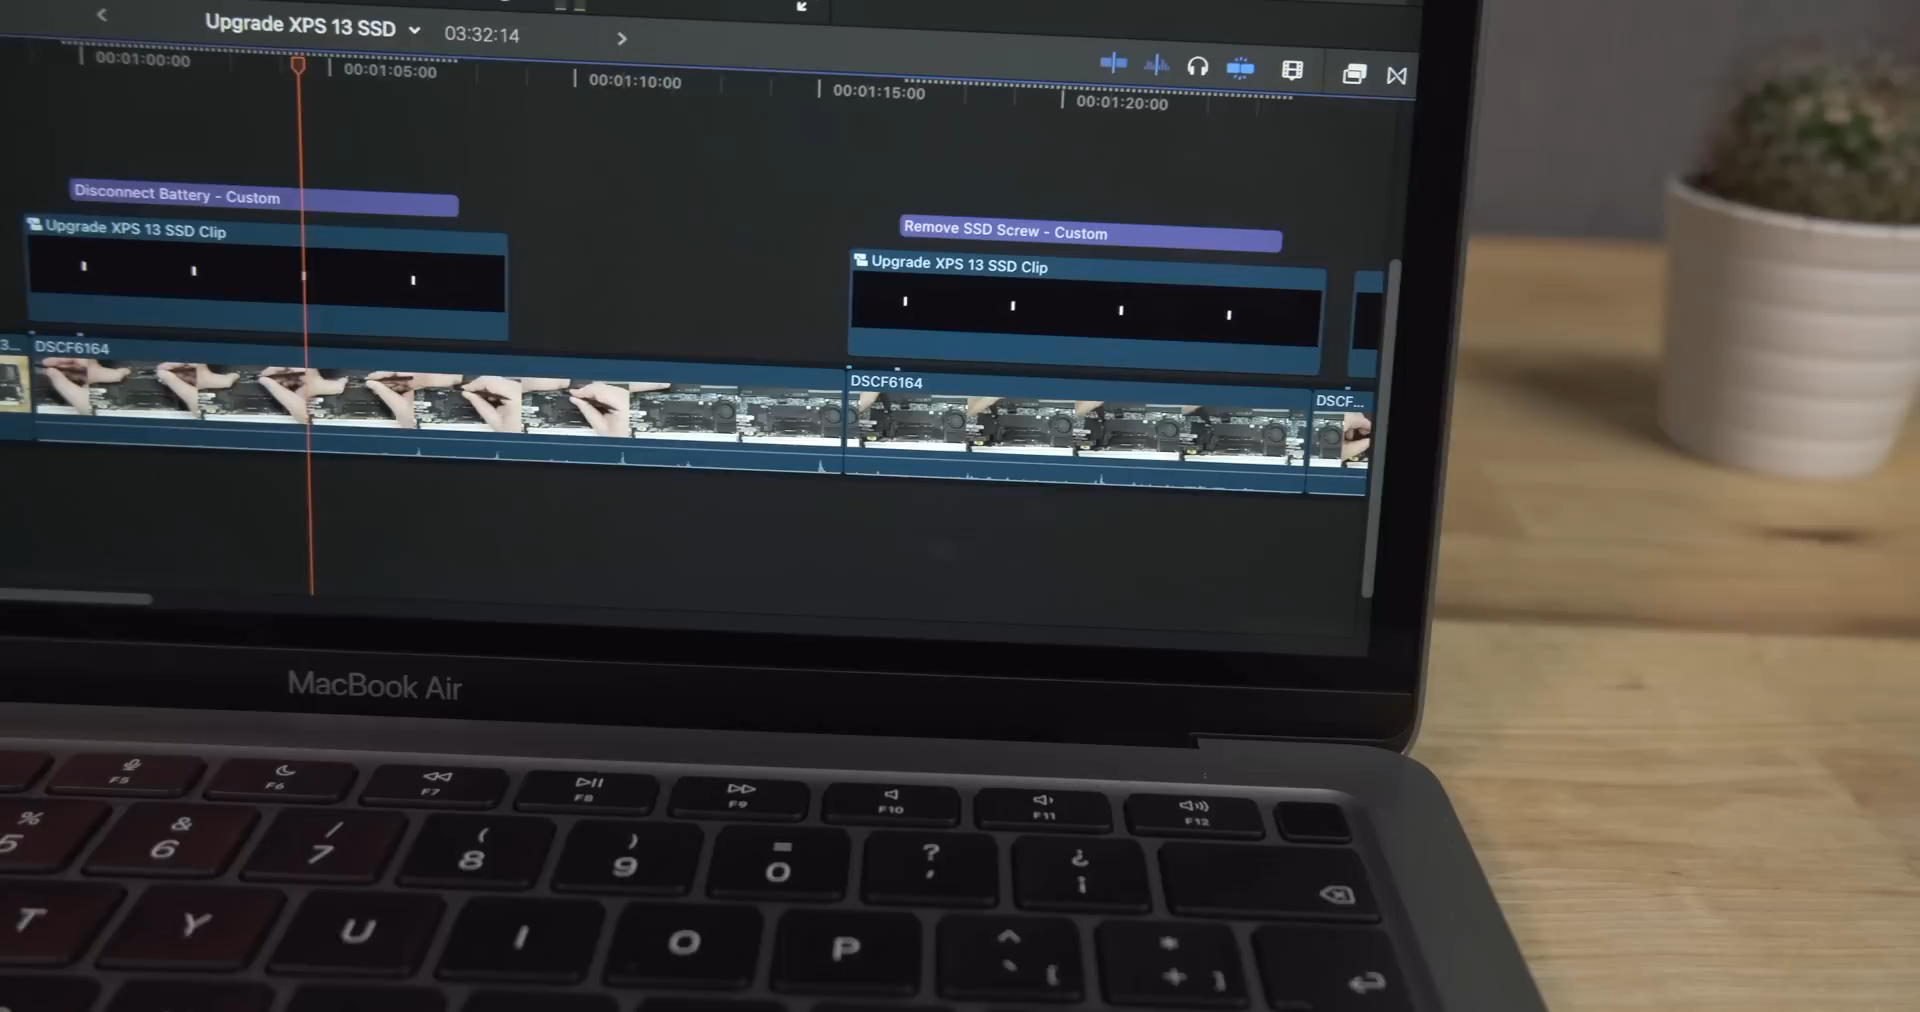 Upgrade XPS 13 SSD 03:32:14
00:01:00:00 00:01:05:00 00:01:10:00 00:01:15:00 00:01:20:00
Disconnect Battery - Custom
Remove SSD Screw - Custom
Upgrade XPS 13 SSD Clip
Upgrade XPS 13 SSD Clip
3... DSCF6164
DSCF6164
DSCF...
MacBook Air
F5 F6 F7 F8 F9 F10 F11 F12
% & / ( ) = ? ¿
5 6 7 8 9 0 ' ¡
T Y U I O P ^ ` [ * + ]